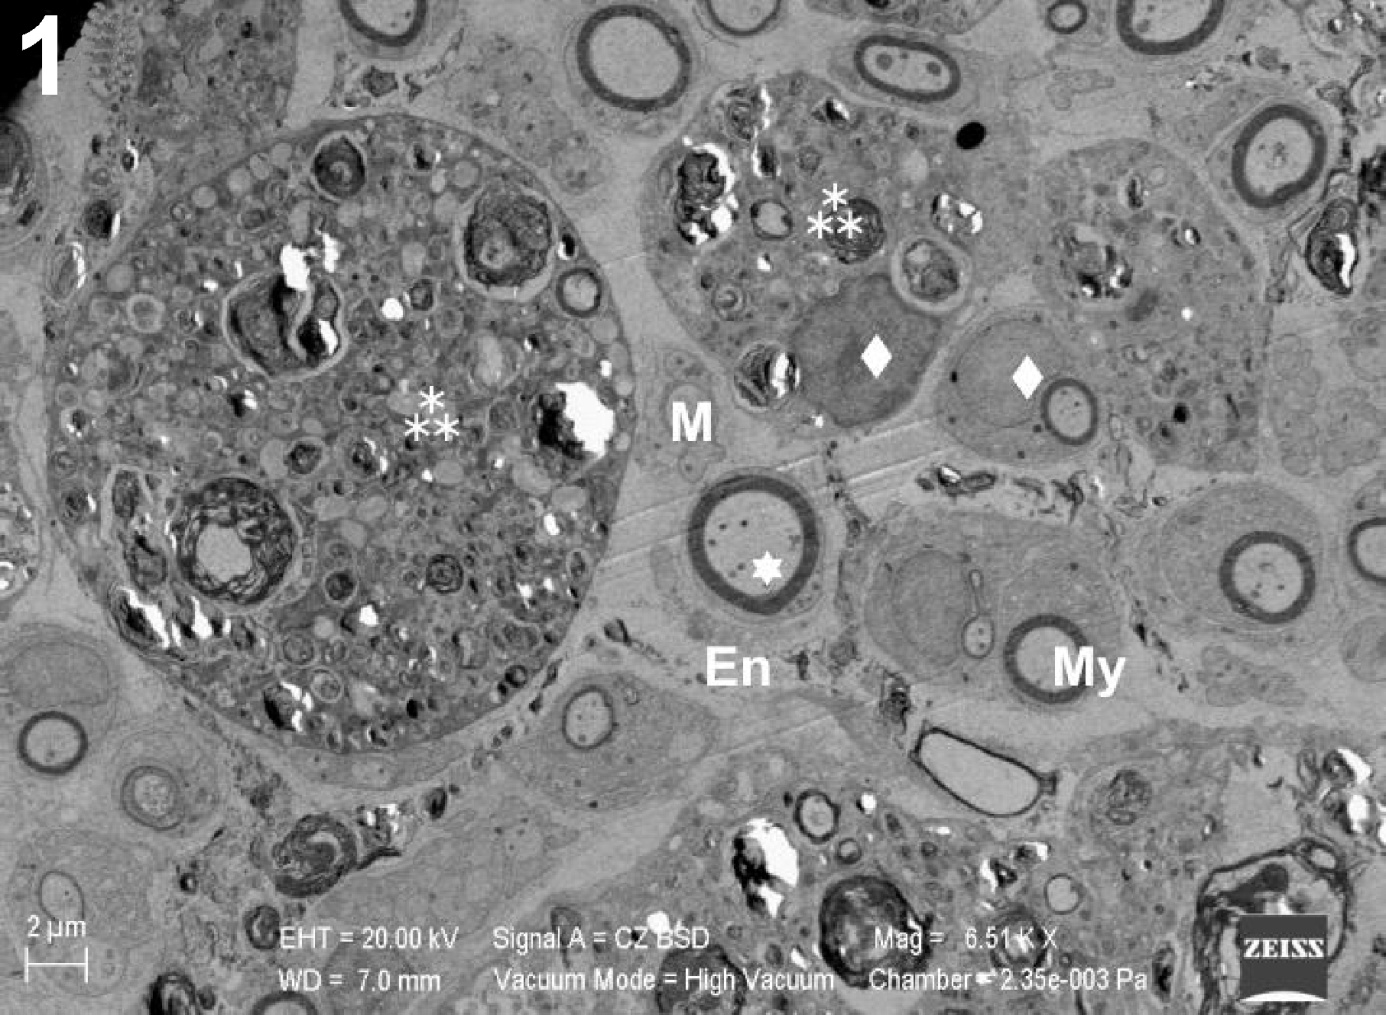 1
M
En
My
2 µm
EHT = 20.00 kV Signal A = CZ BSD Mag = 6.51 K X
WD = 7.0 mm Vacuum Mode = High Vacuum Chamber = 2.35e-003 Pa
ZEISS